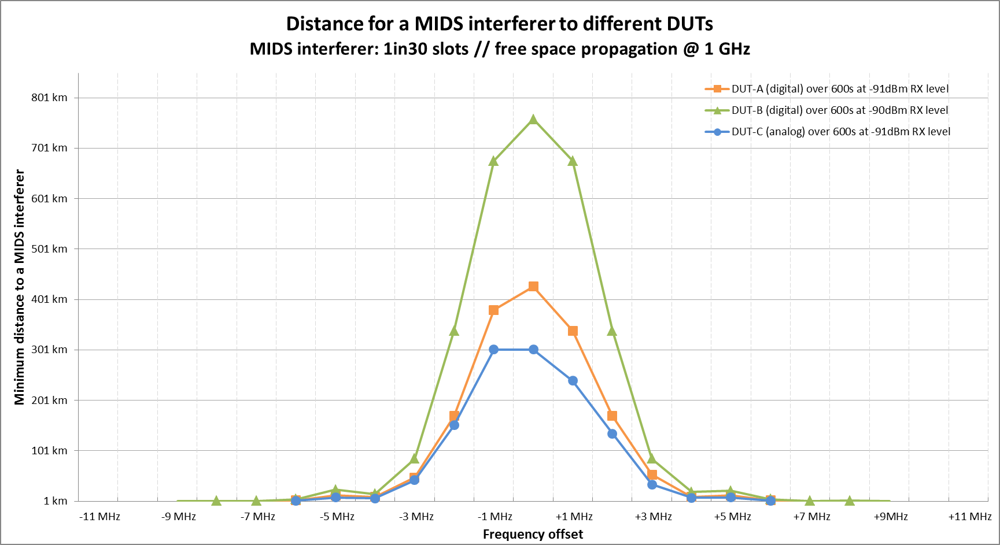 Distance for a MIDS interferer to different DUTs
MIDS interferer: 1in30 slots // free space propagation @ 1 GHz
DUT-A (digital) over 600s at -91dBm RX level
DUT-B (digital) over 600s at -90dBm RX level
DUT-C (analog) over 600s at -91dBm RX level
Minimum distance to a MIDS interferer
801 km
701 km
601 km
501 km
401 km
301 km
201 km
101 km
1 km
-11 MHz -9 MHz -7 MHz -5 MHz -3 MHz -1 MHz +1 MHz +3 MHz +5 MHz +7 MHz +9MHz +11 MHz
Frequency offset